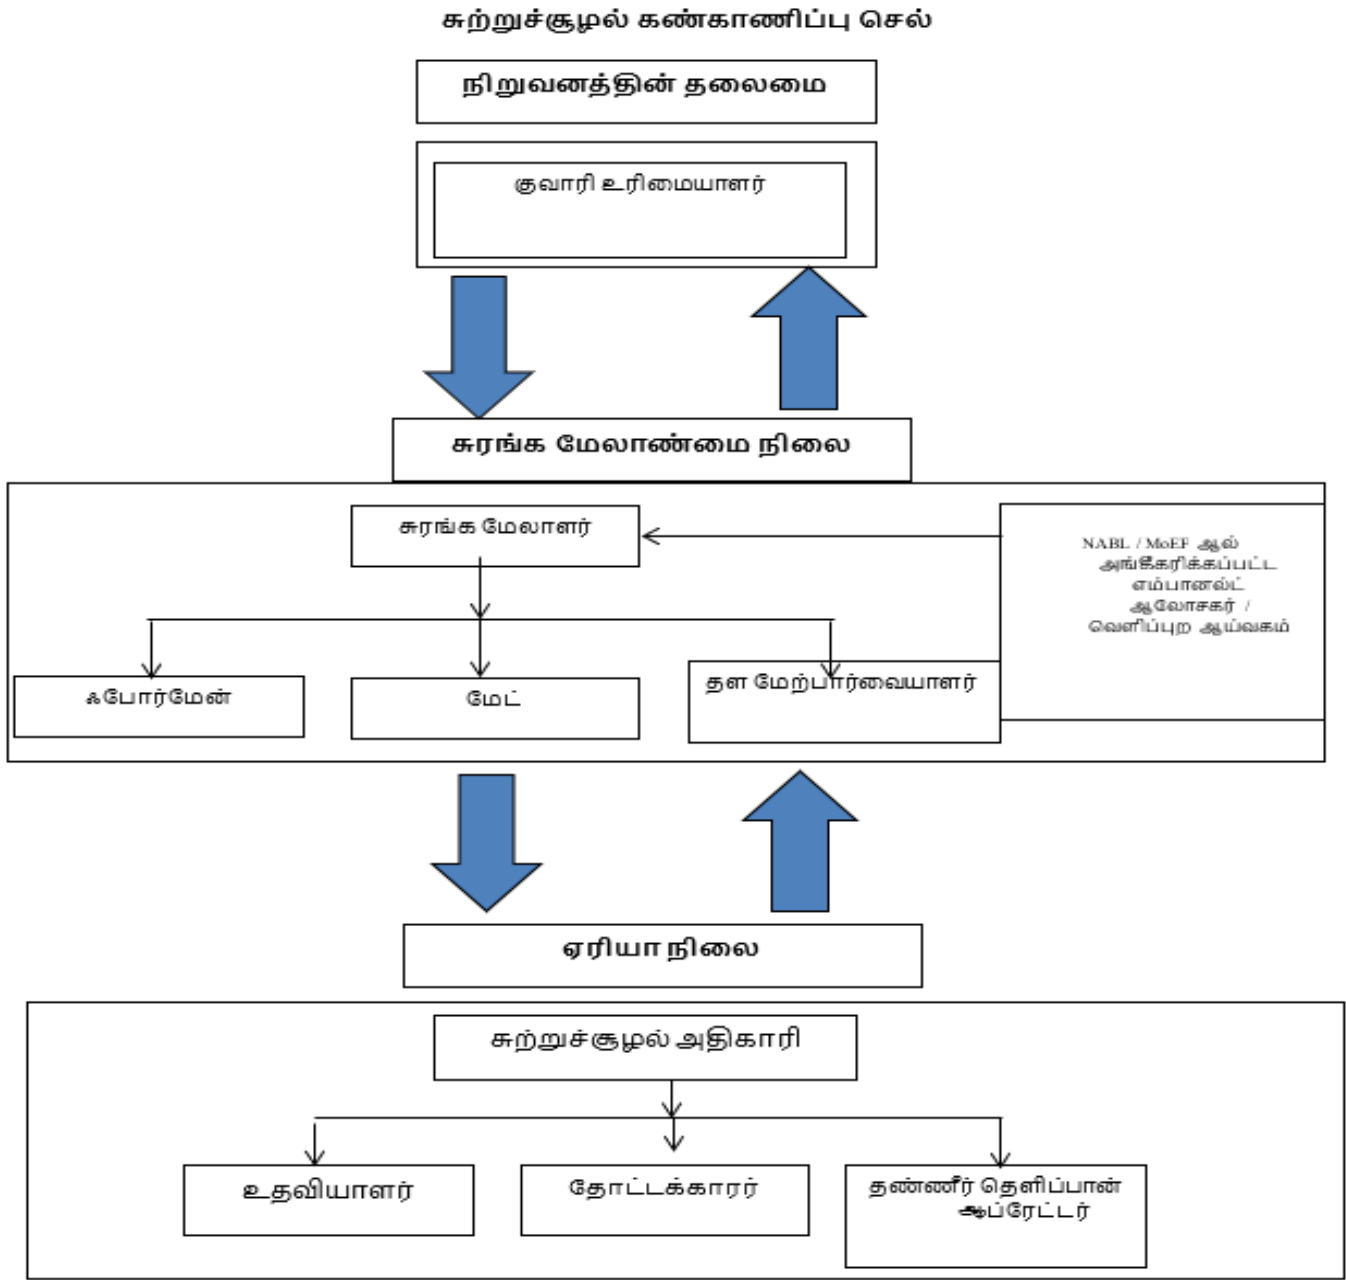 சுற்றுச்சூழல் கண்காணிப்பு செல்
நிறுவனத்தின் தலைமை
குவாரி உரிமையாளர்
சுரங்க மேலாண்மை நிலை
சுரங்க மேலாளர்
NABL / MoEF ஆல்
அங்கீகரிக்கப்பட்ட
எம்பானல்ட்
ஆலோசகர் /
வெளிப்புற ஆய்வகம்
ஃபோர்மேன்
மேட்
தள மேற்பார்வையாளர்
ஏரியா நிலை
சுற்றுச்சூழல் அதிகாரி
உதவியாளர்
தோட்டக்காரர்
தண்ணீர் தெளிப்பான்
ஆப்ரேட்டர்